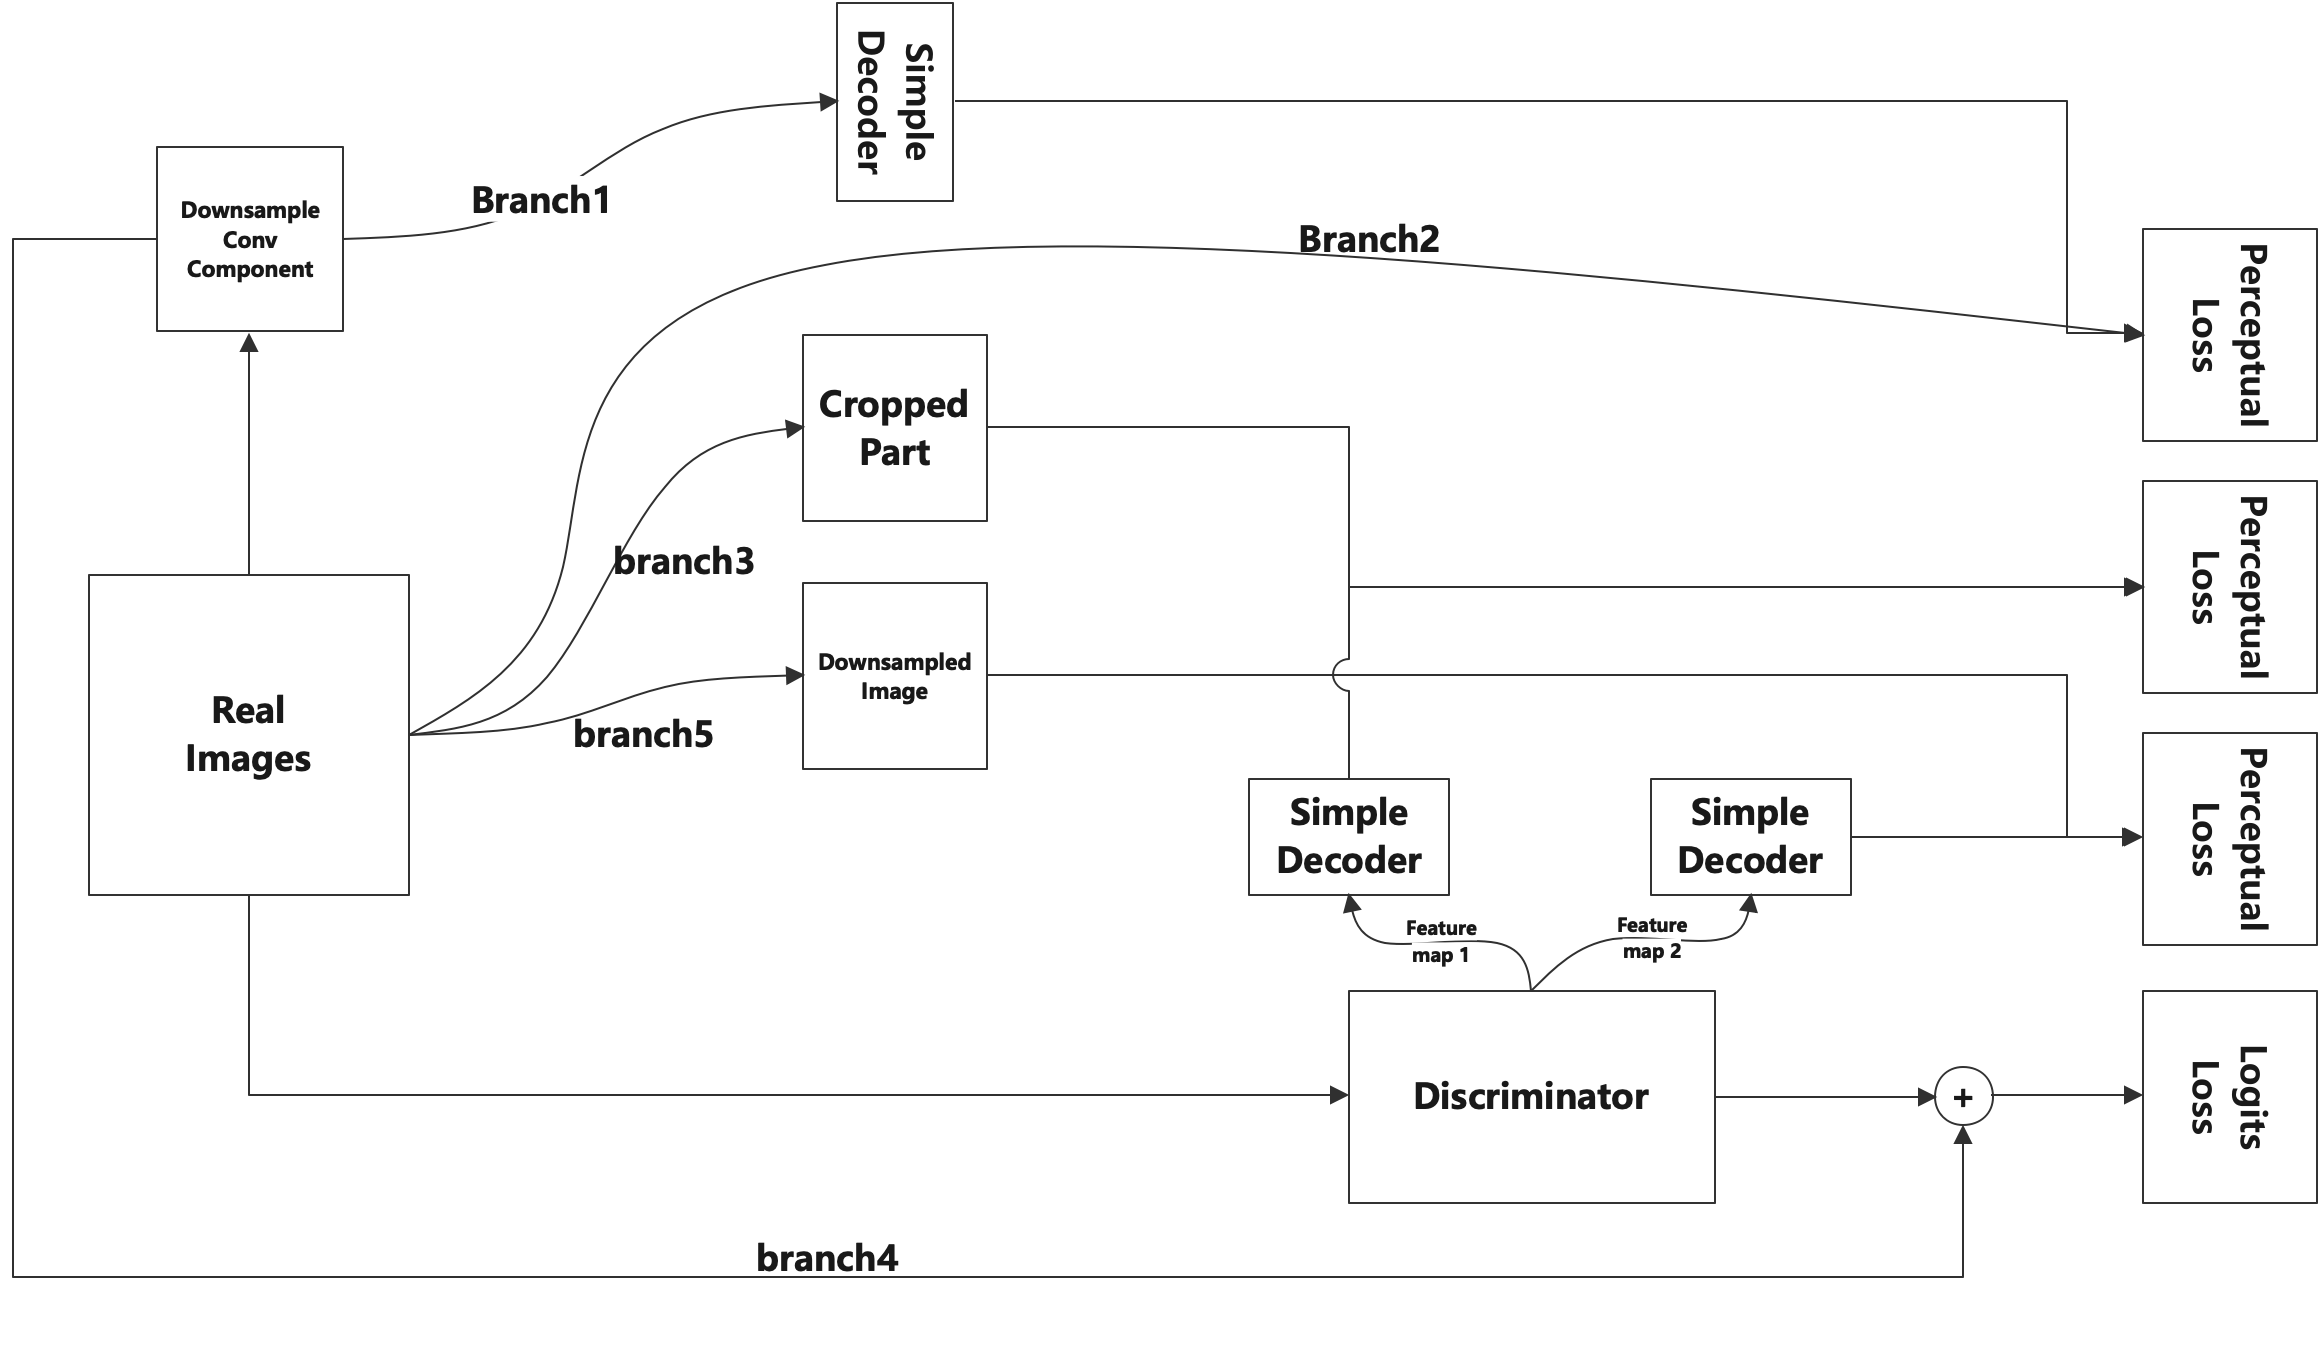 Simple
Decoder
Downsample
Conv
Component
Branch1
Branch2
Perceptual
Loss
Cropped
Part
branch3
Perceptual
Loss
Downsampled
Image
Real
Images
branch5
Simple
Decoder
Simple
Decoder
Perceptual
Loss
Feature
map 1
Feature
map 2
Discriminator
+
Logits
Loss
branch4